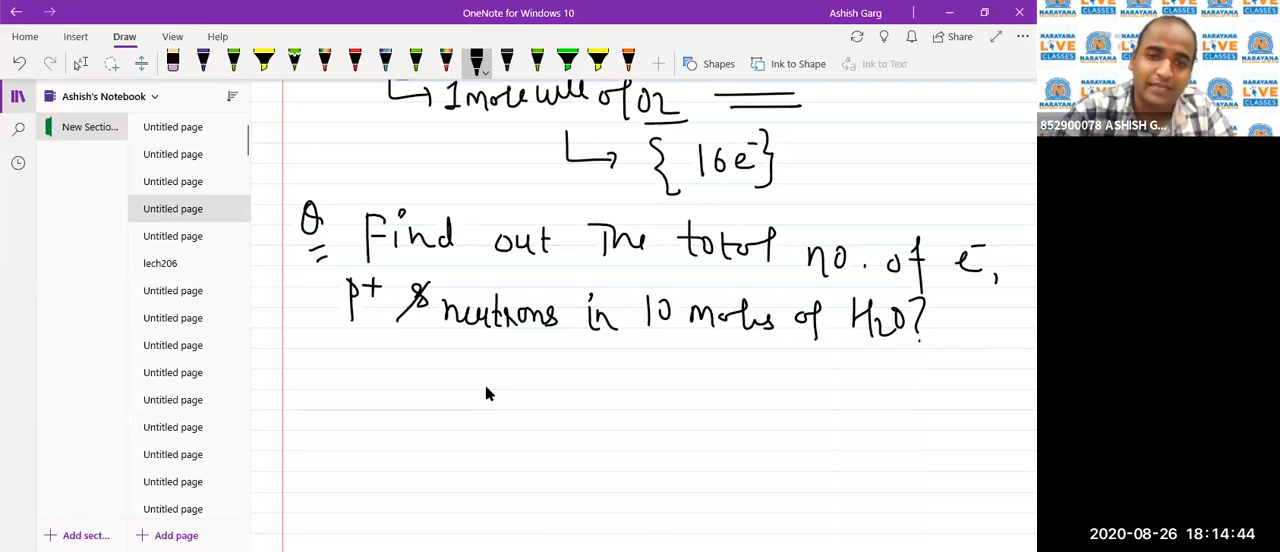 OneNote for Windows 10
Ashish Garg
Home Insert Draw View Help
Share
Shapes
Ink to Shape
Ink to Text
Ashish's Notebook
New Sectio...
Untitled page
Untitled page
Untitled page
Untitled page
Untitled page
lech206
Untitled page
Untitled page
Untitled page
Untitled page
Untitled page
Untitled page
Untitled page
Untitled page
Untitled page
Add sect...
Add page
1 molecule of O2
{ 16e⁻}
Q Find out The total no. of e⁻,
p+ & neutrons in 10 moles of H2O?
NARAYANA
LIVE
CLASSES
852900078 ASHISH G...
2020-08-26 18:14:44